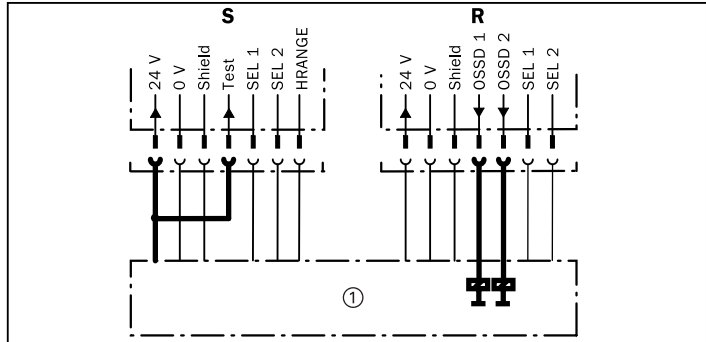 S
R
24 V
0 V
Shield
Test
SEL 1
SEL 2
HRANGE
24 V
0 V
Shield
OSSD 1
OSSD 2
SEL 1
SEL 2
①